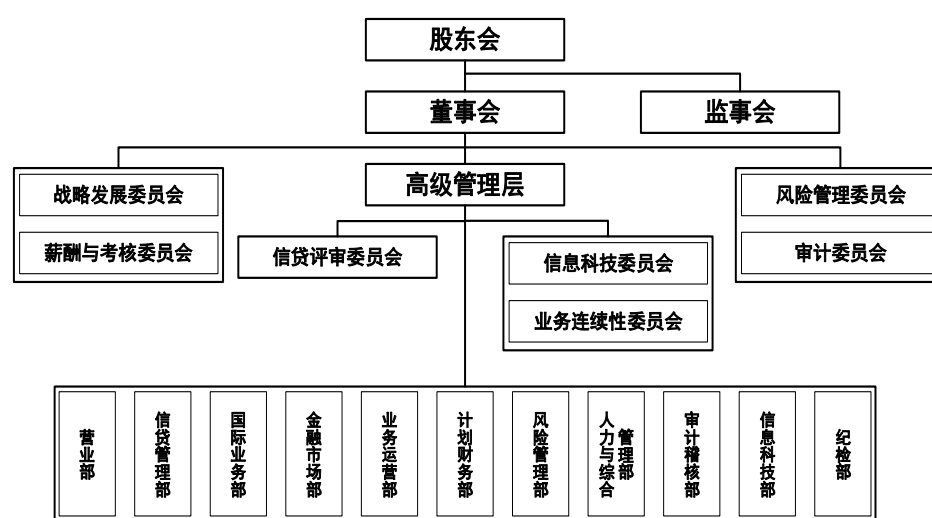 股东会
董事会
监事会
战略发展委员会
薪酬与考核委员会
高级管理层
风险管理委员会
审计委员会
信贷评审委员会
信息科技委员会
业务连续性委员会
营业部
信贷管理部
国际业务部
金融市场部
业务运营部
计划财务部
风险管理部
人力与综合
管理部
审计稽核部
信息科技部
纪检部